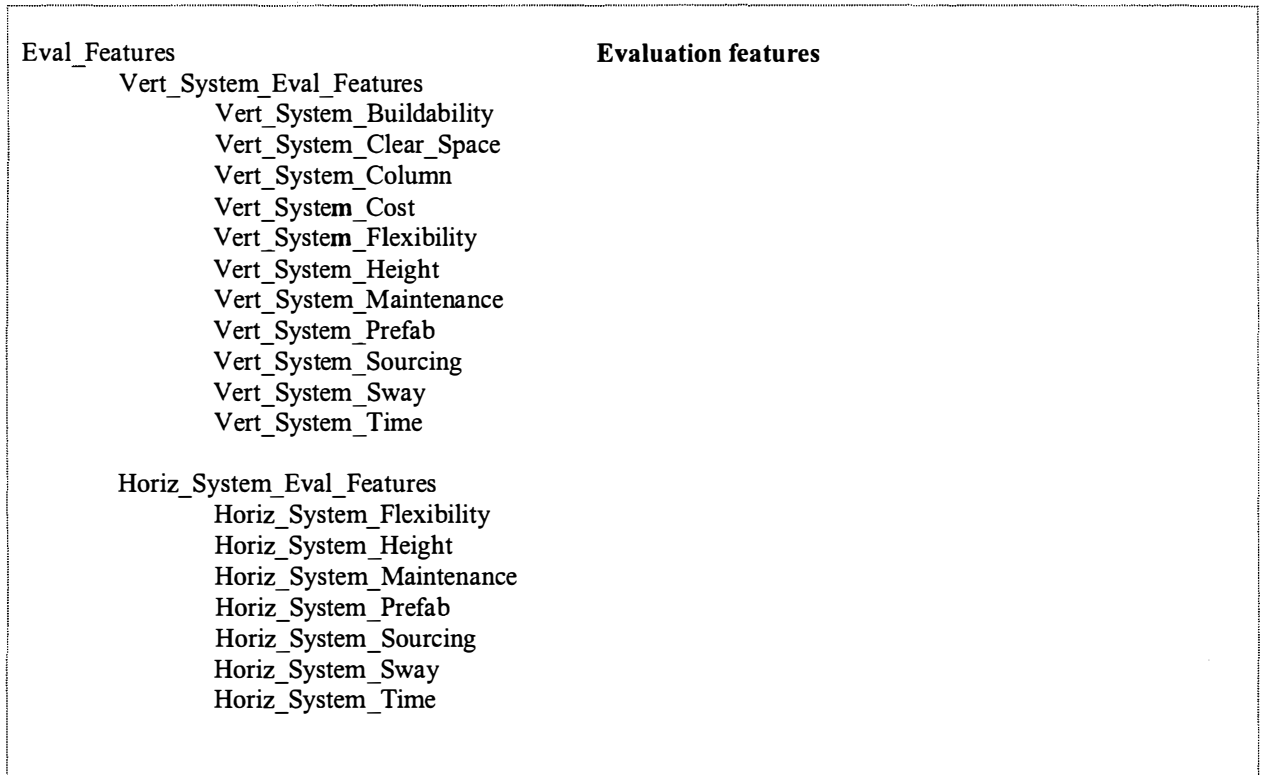 Eval_Features Evaluation features
Vert_System_Eval_Features
Vert_System_Buildability
Vert_System_Clear_Space
Vert_System_Column
Vert_System_Cost
Vert_System_Flexibility
Vert_System_Height
Vert_System_Maintenance
Vert_System_Prefab
Vert_System_Sourcing
Vert_System_Sway
Vert_System_Time
Horiz_System_Eval_Features
Horiz_System_Flexibility
Horiz_System_Height
Horiz_System_Maintenance
Horiz_System_Prefab
Horiz_System_Sourcing
Horiz_System_Sway
Horiz_System_Time